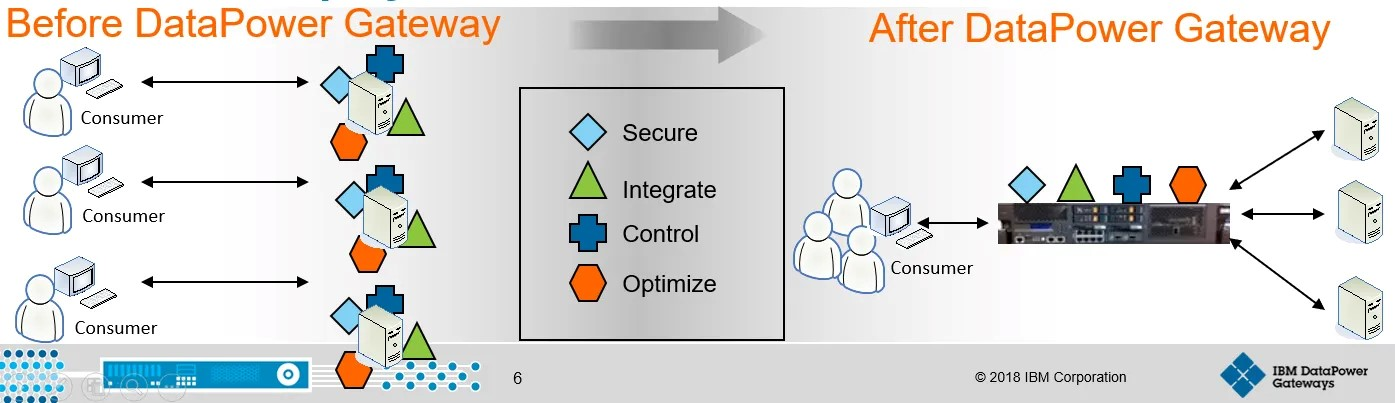 Before DataPower Gateway
After DataPower Gateway
Consumer
Consumer
Consumer
Secure
Integrate
Control
Optimize
Consumer
6
© 2018 IBM Corporation
IBM DataPower
Gateways